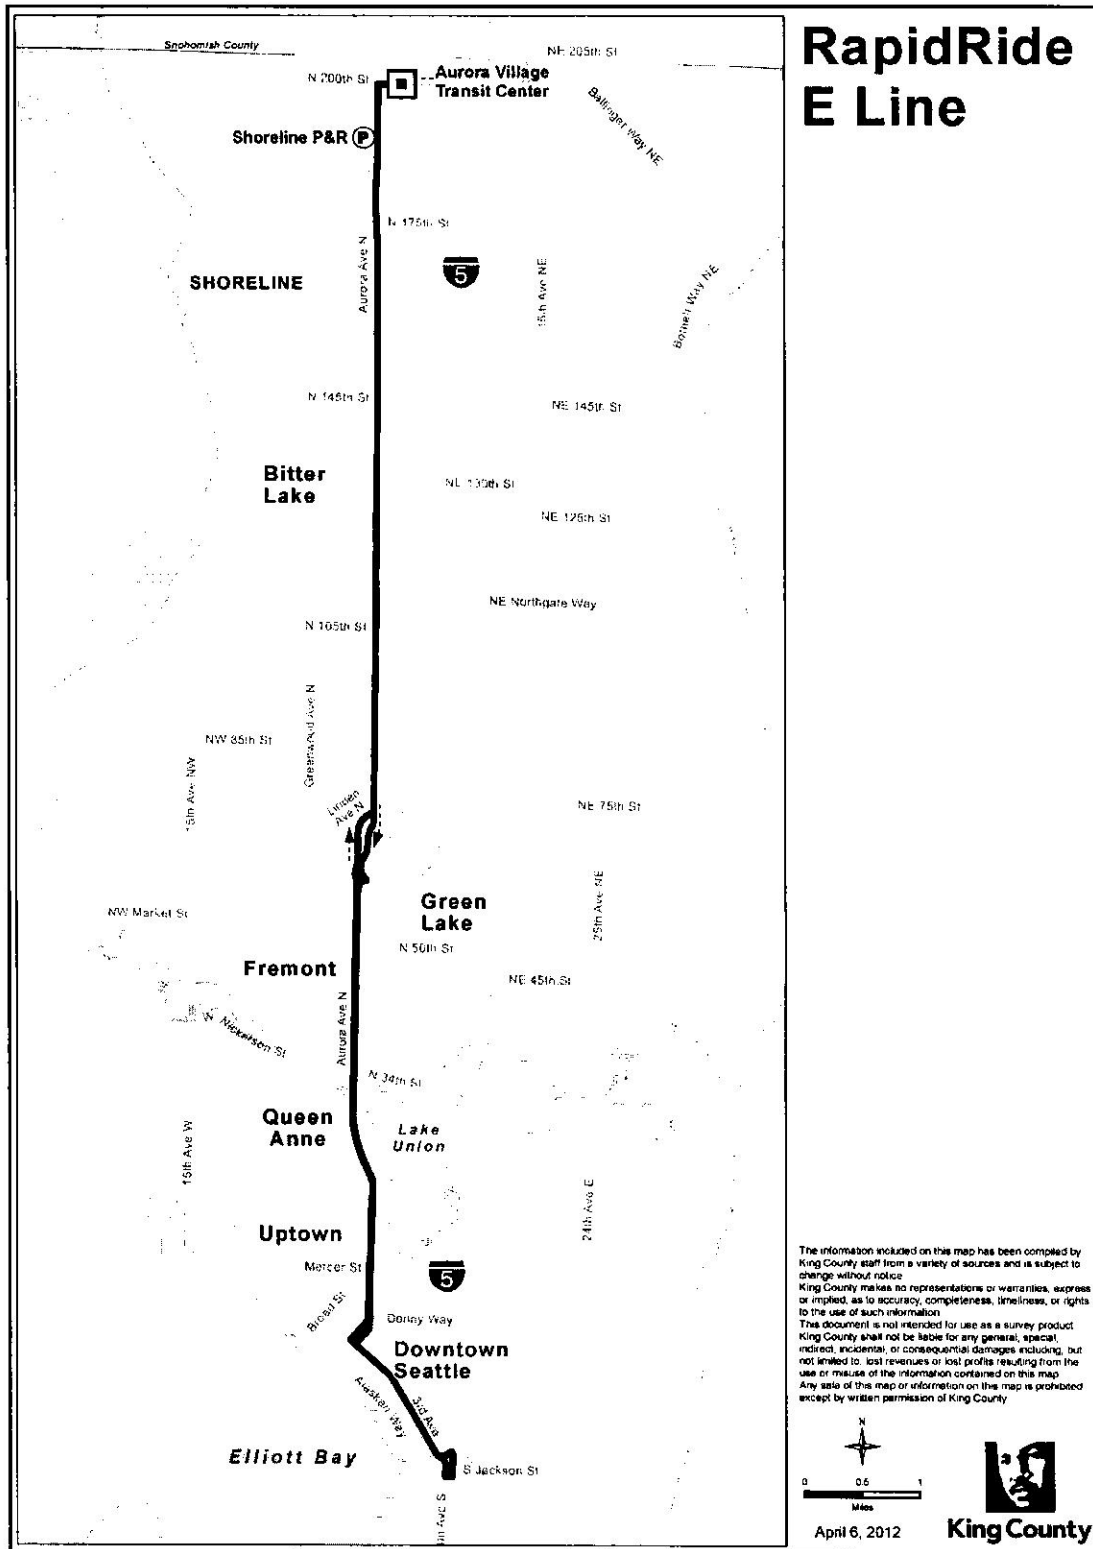 RapidRide
E Line
Snohomish County
NE 205th St
N 200th St
Aurora Village
Transit Center
Ballinger Way NE
Shoreline P&R P
N 175th St
Aurora Ave N
5
SHORELINE
15th Ave NE
Bothell Way NE
N 145th St
NE 145th St
Bitter
Lake
NE 130th St
NE 125th St
NE Northgate Way
N 105th St
Greenwood Ave N
NW 85th St
15th Ave NW
Linden
Ave N
NE 75th St
Green
Lake
25th Ave NE
NW Market St
N 50th St
Fremont
NE 45th St
W Nickerson St
Aurora Ave N
N 34th St
Queen
Anne
Lake
Union
15th Ave W
24th Ave E
Uptown
Mercer St
5
Broad St
Denny Way
Downtown
Seattle
Alaskan Way
3rd Ave
Elliott Bay
S Jackson St
Ave S
The information included on this map has been compiled by
King County staff from a variety of sources and is subject to
change without notice
King County makes no representations or warranties, express
or implied, as to accuracy, completeness, timeliness, or rights
to the use of such information
This document is not intended for use as a survey product
King County shall not be liable for any general, special,
indirect, incidental, or consequential damages including, but
not limited to, lost revenues or lost profits resulting from the
use or misuse of the information contained on this map
Any sale of this map or information on this map is prohibited
except by written permission of King County
N
0 0.5 1
Miles
April 6, 2012
King County